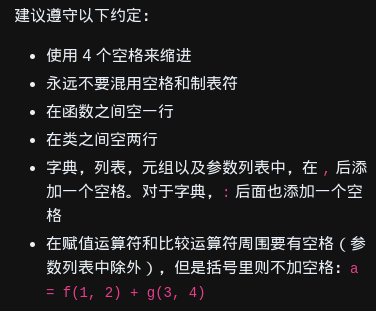 建议遵守以下约定:
• 使用 4 个空格来缩进
• 永远不要混用空格和制表符
• 在函数之间空一行
• 在类之间空两行
• 字典，列表，元组以及参数列表中，在 , 后添
加一个空格。对于字典，: 后面也添加一个空
格
• 在赋值运算符和比较运算符周围要有空格（参
数列表中除外），但是括号里则不加空格: a
= f(1, 2) + g(3, 4)